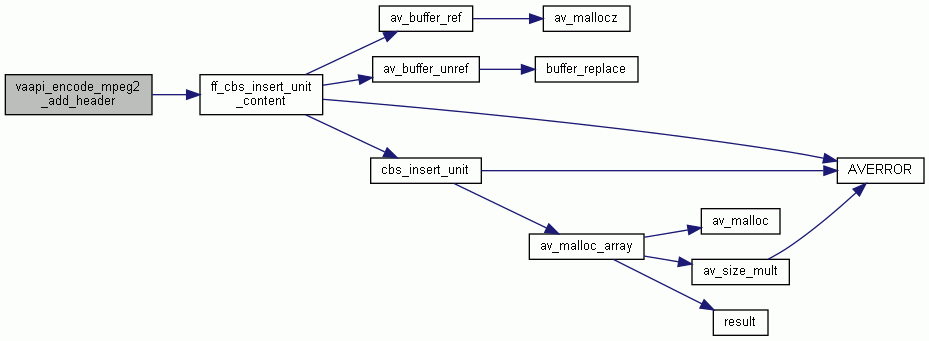 vaapi_encode_mpeg2
_add_header
ff_cbs_insert_unit
_content
av_buffer_ref
av_mallocz
av_buffer_unref
buffer_replace
cbs_insert_unit
AVERROR
av_malloc_array
av_malloc
av_size_mult
result